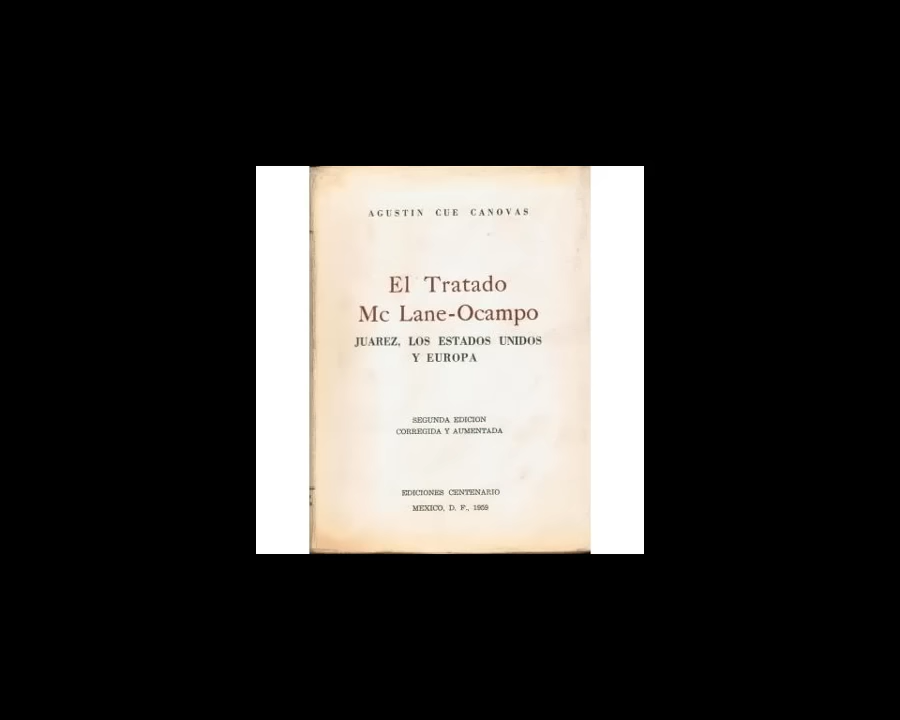 AGUSTIN CUE CANOVAS
El Tratado
Mc Lane-Ocampo
JUAREZ, LOS ESTADOS UNIDOS
Y EUROPA
SEGUNDA EDICION
CORREGIDA Y AUMENTADA
EDICIONES CENTENARIO
MEXICO, D. F., 1959